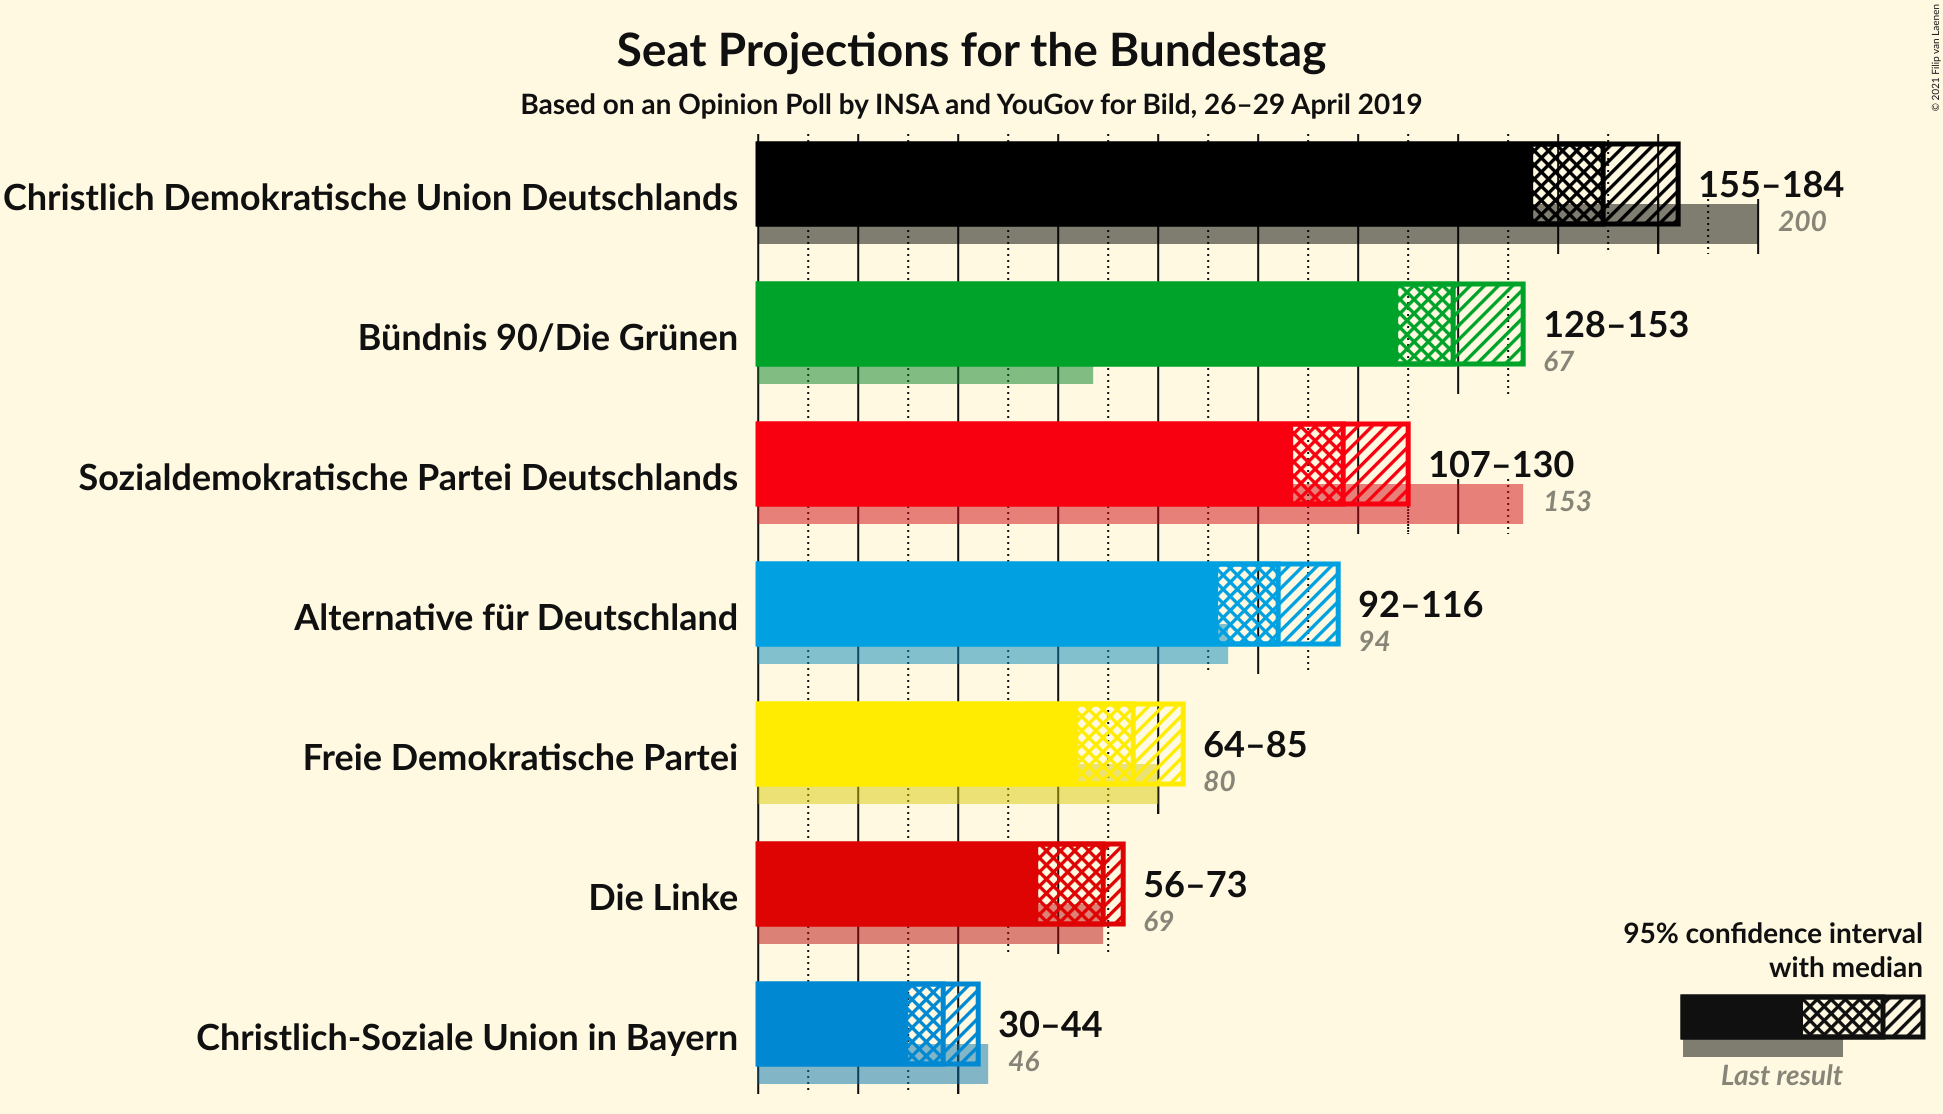 Seat Projections for the Bundestag
Based on an Opinion Poll by INSA and YouGov for Bild, 26–29 April 2019
© 2021 Filip van Laenen
Christlich Demokratische Union Deutschlands
155–184
200
Bündnis 90/Die Grünen
128–153
67
Sozialdemokratische Partei Deutschlands
107–130
153
Alternative für Deutschland
92–116
94
Freie Demokratische Partei
64–85
80
Die Linke
56–73
69
Christlich-Soziale Union in Bayern
30–44
46
95% confidence interval
with median
Last result